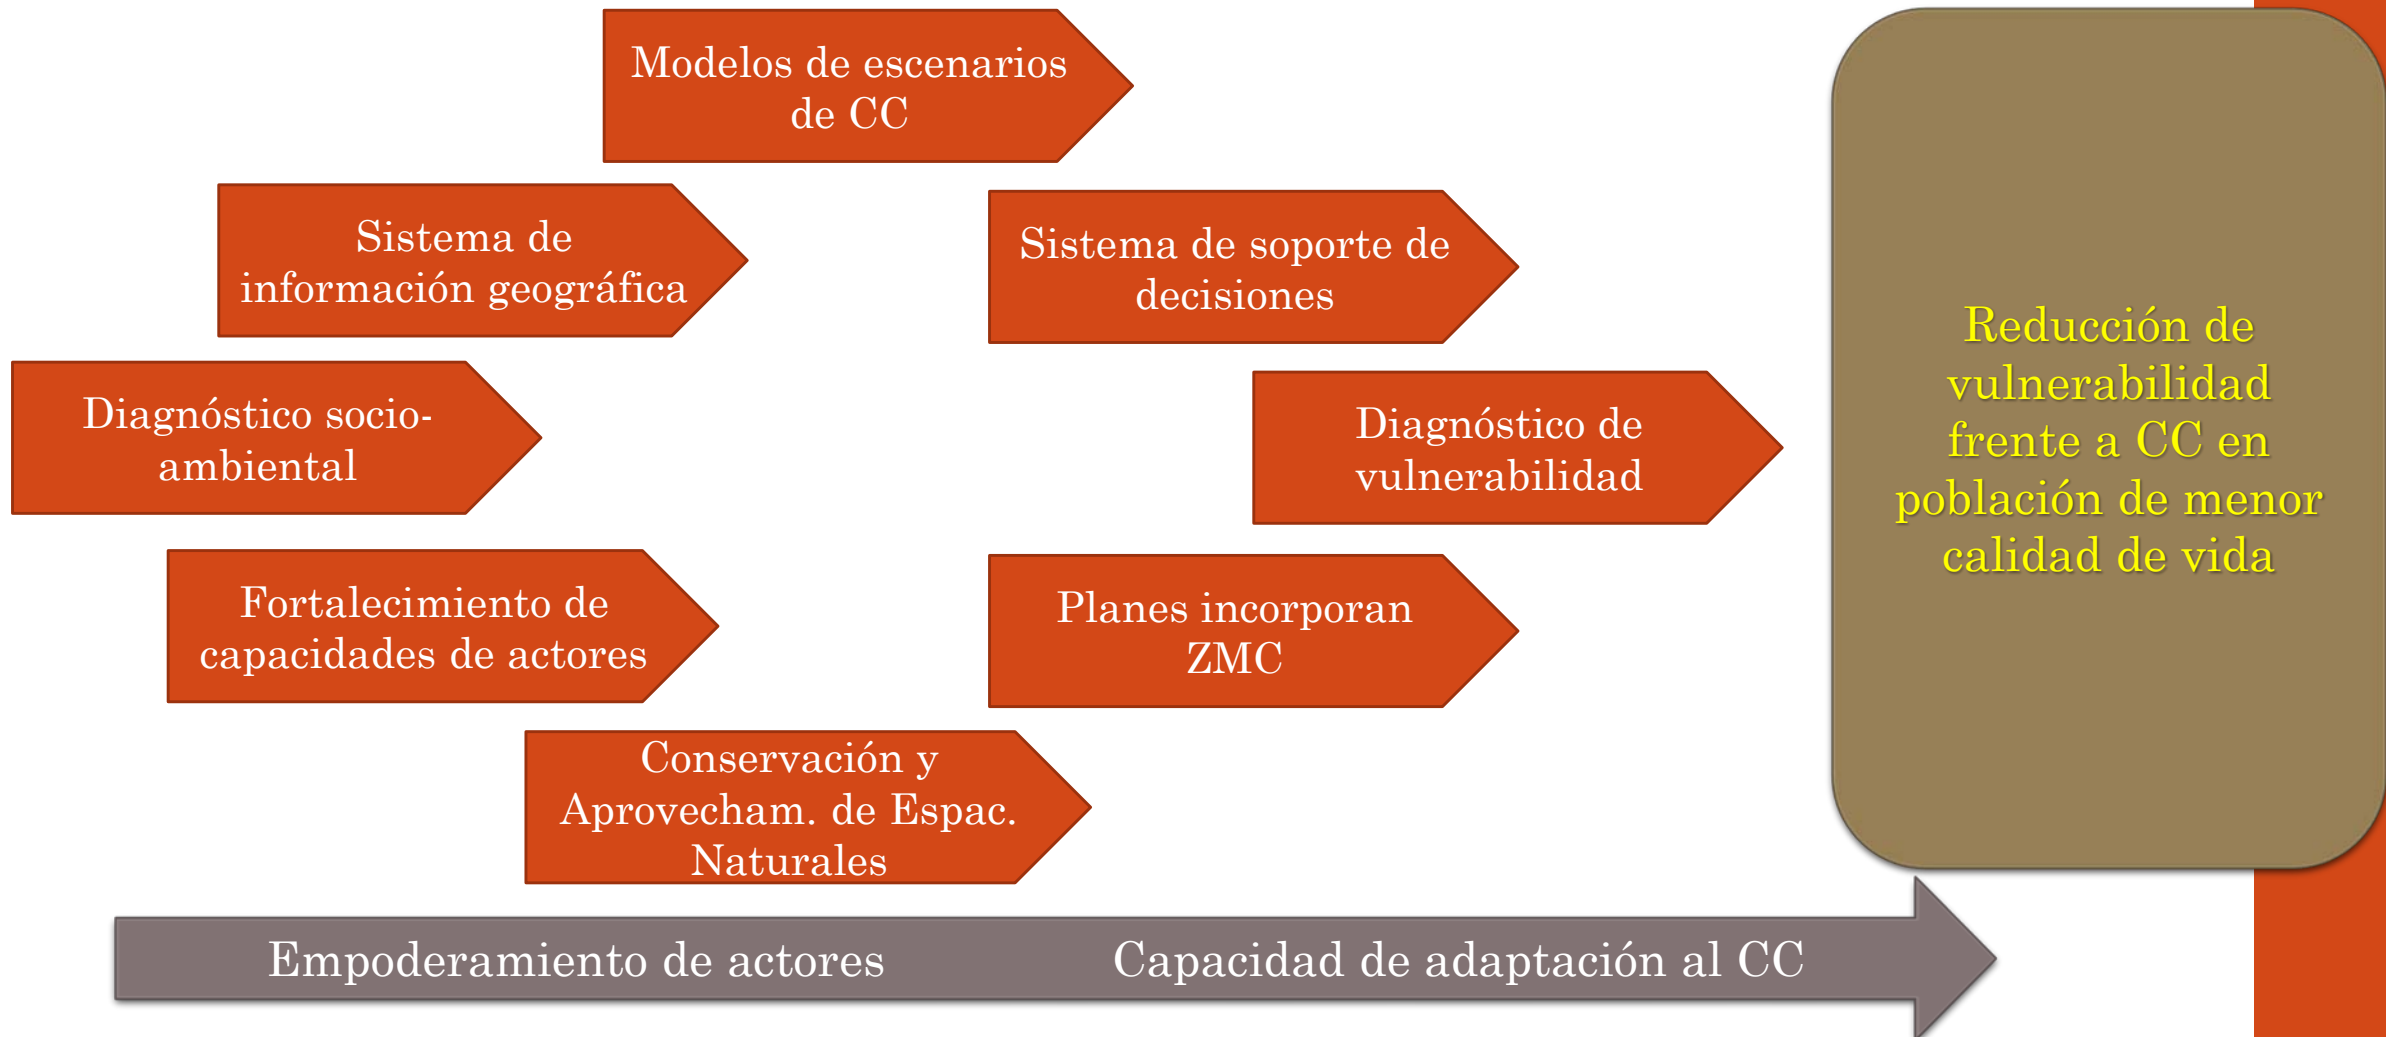 Modelos de escenarios
de CC
Sistema de
información geográfica
Sistema de soporte de
decisiones
Diagnóstico socio-
ambiental
Diagnóstico de
vulnerabilidad
Fortalecimiento de
capacidades de actores
Planes incorporan
ZMC
Conservación y
Aprovecham. de Espac.
Naturales
Reducción de
vulnerabilidad
frente a CC en
población de menor
calidad de vida
Empoderamiento de actores
Capacidad de adaptación al CC